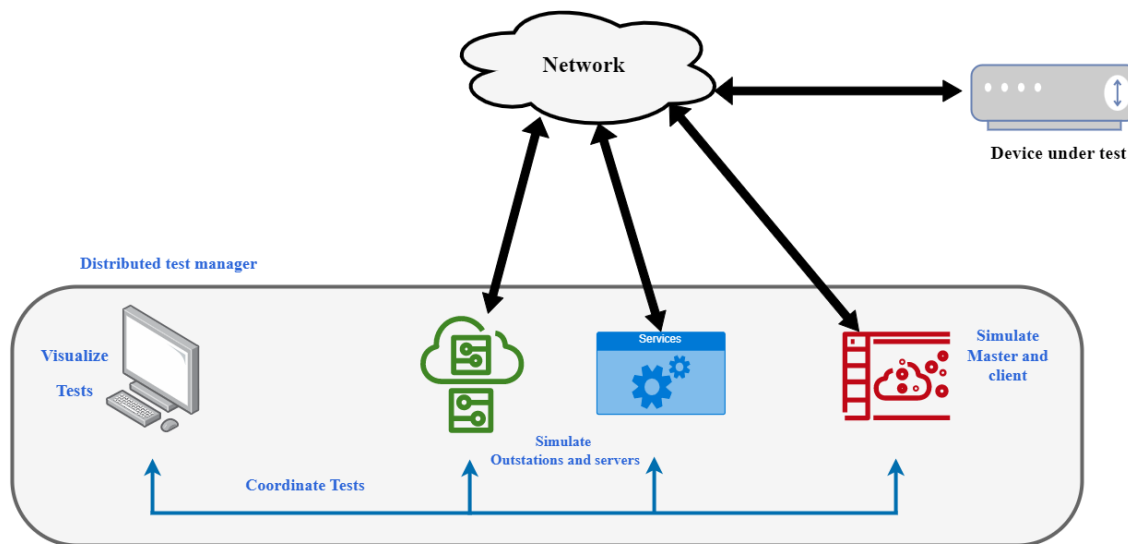 Network
Device under test
Distributed test manager
Visualize
Tests
Services
Simulate
Master and
client
Simulate
Outstations and servers
Coordinate Tests